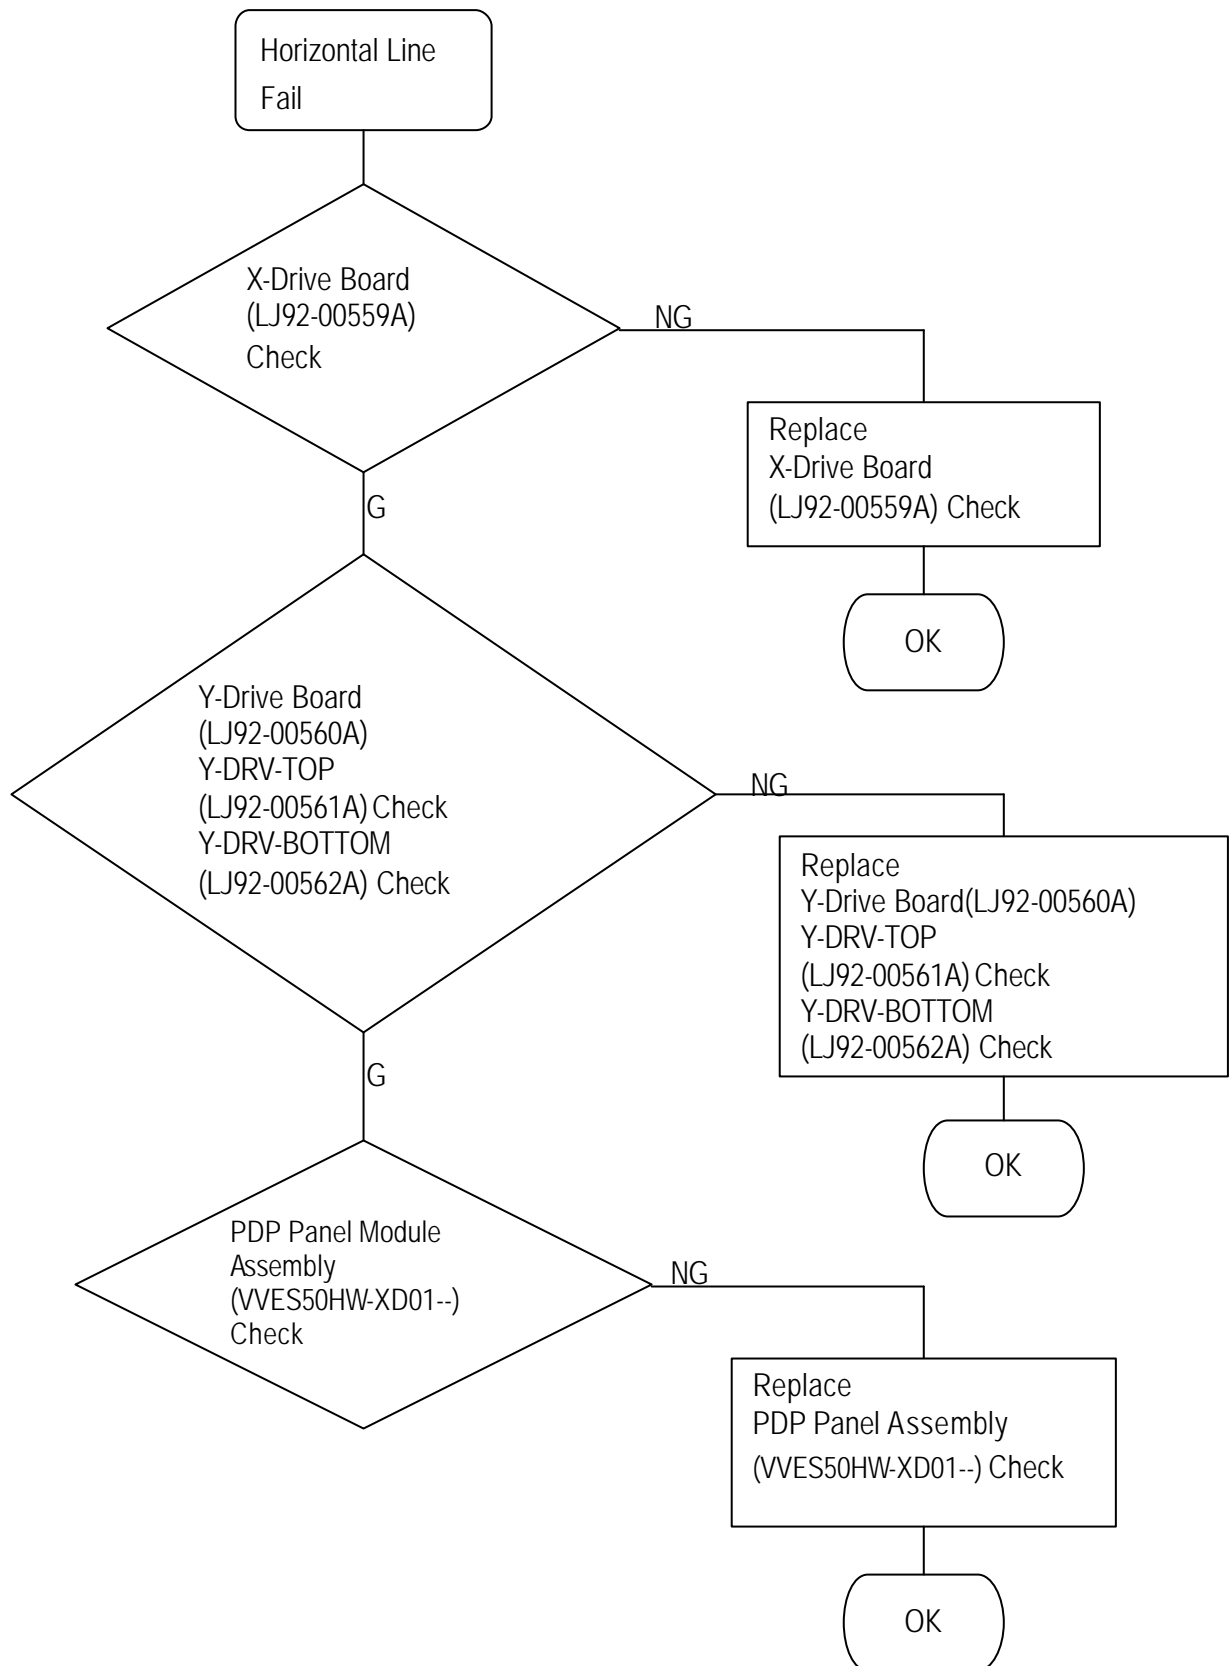 Horizontal Line
Fail
X-Drive Board
(LJ92-00559A)
Check
NG
Replace
X-Drive Board
(LJ92-00559A) Check
G
OK
Y-Drive Board
(LJ92-00560A)
Y-DRV-TOP
(LJ92-00561A) Check
Y-DRV-BOTTOM
(LJ92-00562A) Check
NG
Replace
Y-Drive Board(LJ92-00560A)
Y-DRV-TOP
(LJ92-00561A) Check
Y-DRV-BOTTOM
(LJ92-00562A) Check
G
OK
PDP Panel Module
Assembly
(VVES50HW-XD01--)
Check
NG
Replace
PDP Panel Assembly
(VVES50HW-XD01--) Check
OK